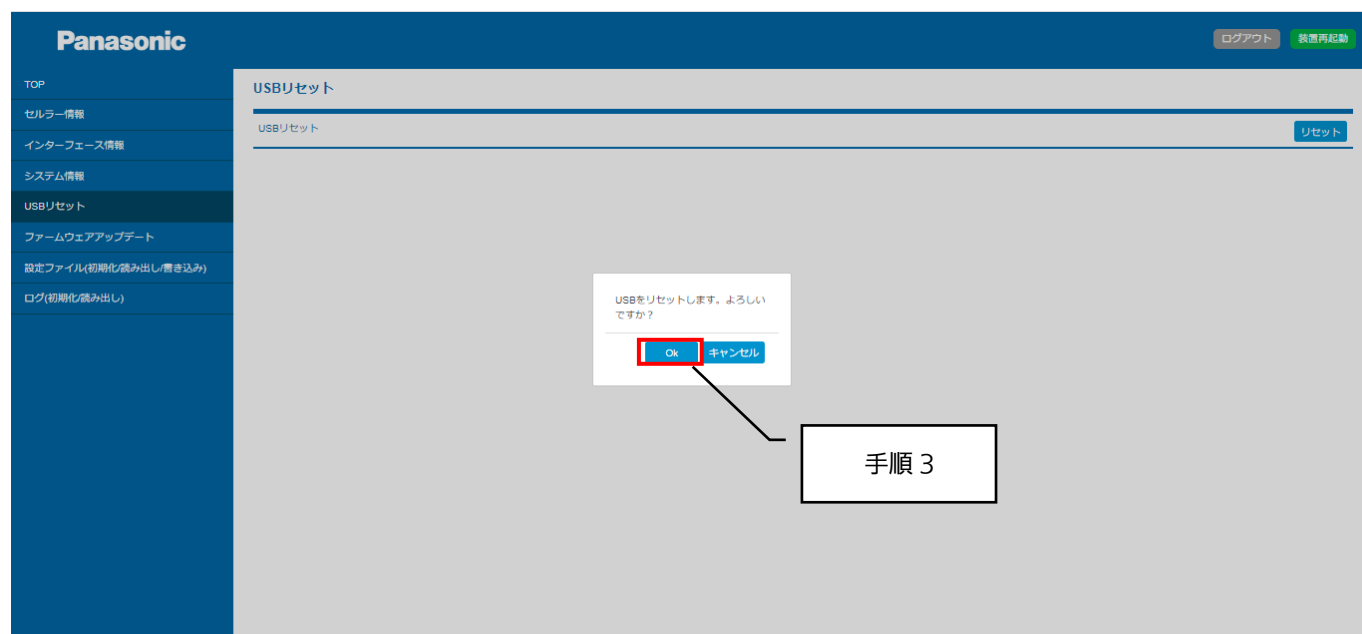 Panasonic
ログアウト
装置再起動
TOP
セルラー情報
インターフェース情報
システム情報
USBリセット
ファームウェアアップデート
設定ファイル(初期化/読み出し/書き込み)
ログ(初期化/読み出し)
USBリセット
USBリセット
リセット
USBをリセットします。よろしい
ですか？
Ok
キャンセル
手順３